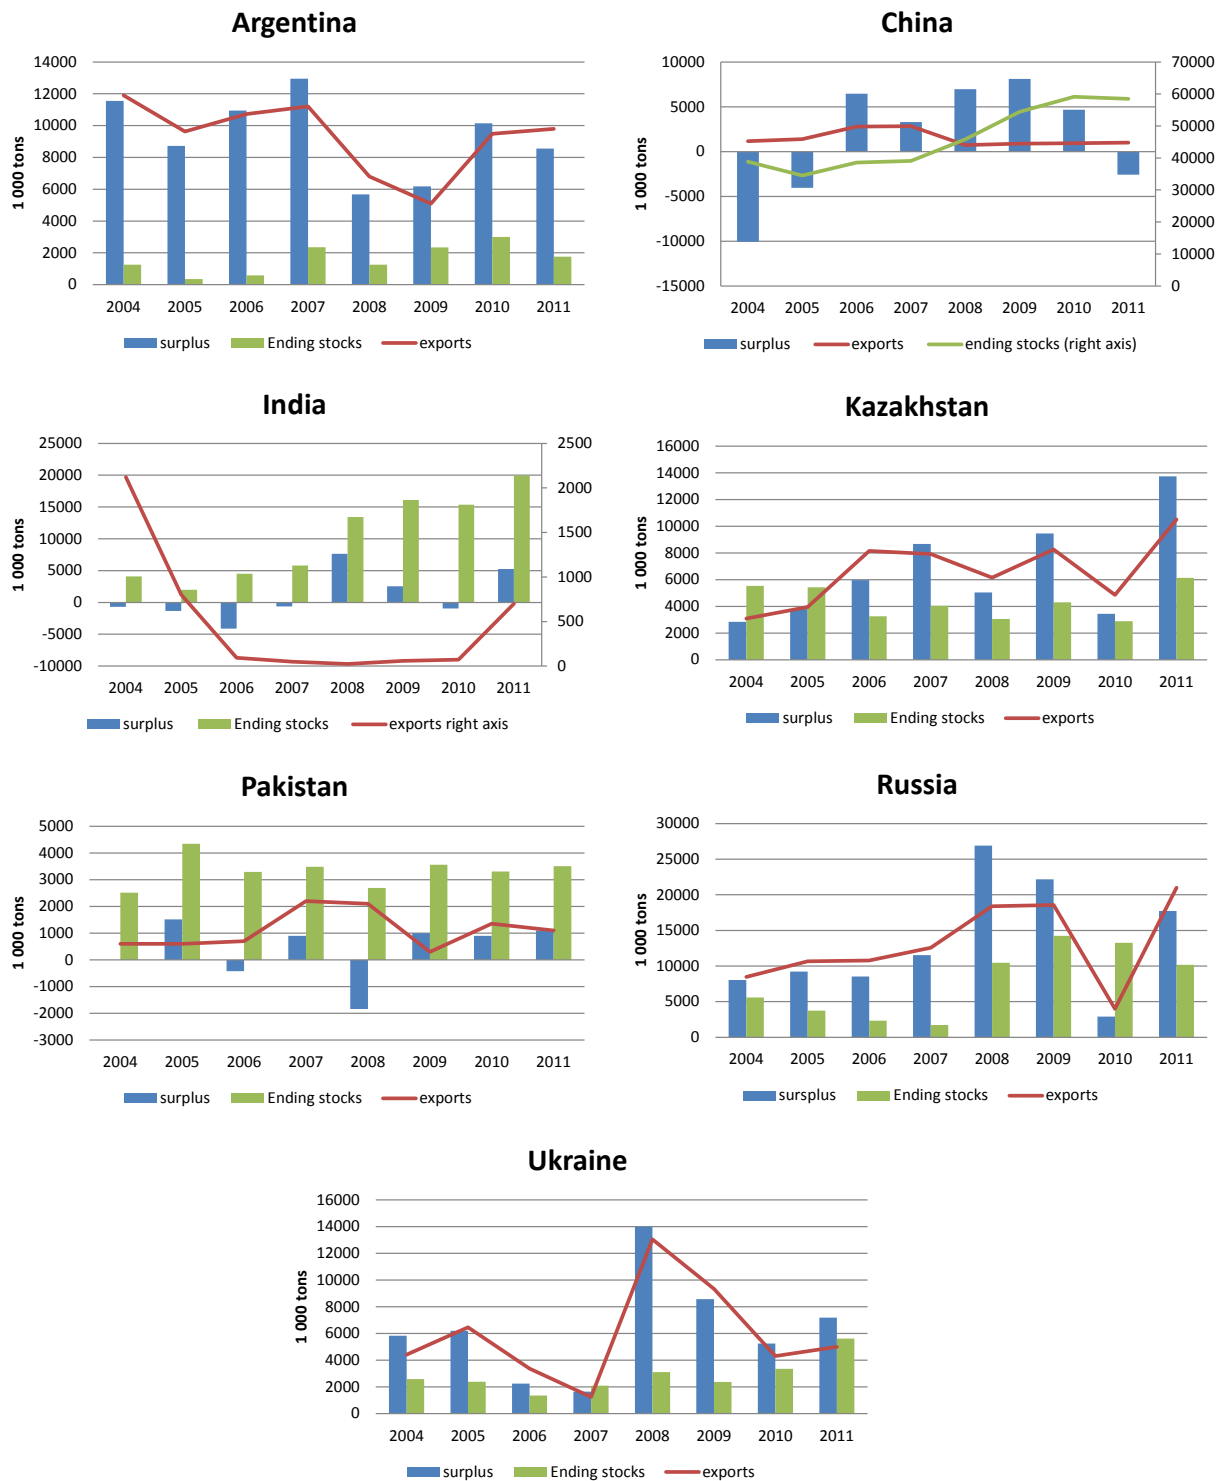 Argentina
14000
12000
10000
8000
6000
4000
2000
0
1 000 tons
2004 2005 2006 2007 2008 2009 2010 2011
surplus Ending stocks exports
China
10000
5000
0
-5000
-10000
-15000
1 000 tons
70000
60000
50000
40000
30000
20000
10000
0
2004 2005 2006 2007 2008 2009 2010 2011
surplus exports ending stocks (right axis)
India
25000
20000
15000
10000
5000
0
-5000
-10000
1 000 tons
2500
2000
1500
1000
500
0
2004 2005 2006 2007 2008 2009 2010 2011
surplus Ending stocks exports right axis
Kazakhstan
16000
14000
12000
10000
8000
6000
4000
2000
0
1 000 tons
2004 2005 2006 2007 2008 2009 2010 2011
surplus Ending stocks exports
Pakistan
5000
4000
3000
2000
1000
0
-1000
-2000
-3000
1 000 tons
2004 2005 2006 2007 2008 2009 2010 2011
surplus Ending stocks exports
Russia
30000
25000
20000
15000
10000
5000
0
1 000 tons
2004 2005 2006 2007 2008 2009 2010 2011
sursplus Ending stocks exports
Ukraine
16000
14000
12000
10000
8000
6000
4000
2000
0
1 000 tons
2004 2005 2006 2007 2008 2009 2010 2011
surplus Ending stocks exports